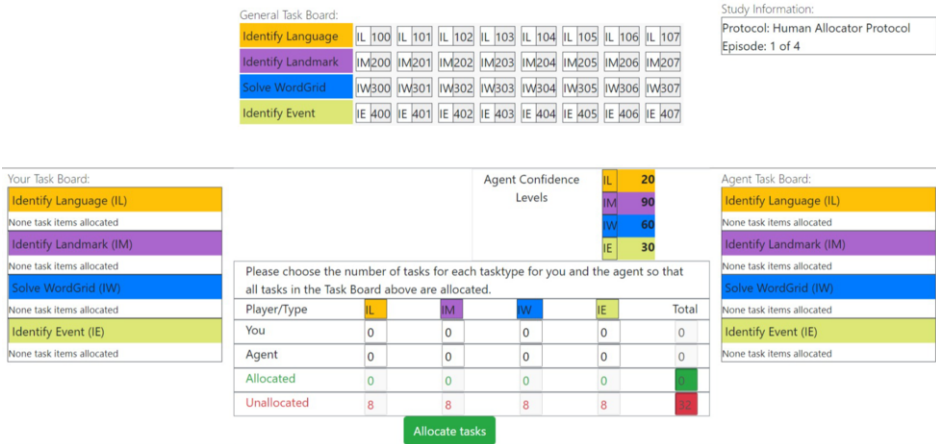 General Task Board:
Identify Language IL 100 IL 101 IL 102 IL 103 IL 104 IL 105 IL 106 IL 107
Identify Landmark IM200 IM201 IM202 IM203 IM204 IM205 IM206 IM207
Solve WordGrid IW300 IW301 IW302 IW303 IW304 IW305 IW306 IW307
Identify Event IE 400 IE 401 IE 402 IE 403 IE 404 IE 405 IE 406 IE 407
Study Information:
Protocol: Human Allocator Protocol
Episode: 1 of 4
Your Task Board:
Identify Language (IL)
None task items allocated
Identify Landmark (IM)
None task items allocated
Solve WordGrid (IW)
None task items allocated
Identify Event (IE)
None task items allocated
Agent Confidence
Levels
IL 20
IM 90
IW 60
IE 30
Please choose the number of tasks for each tasktype for you and the agent so that
all tasks in the Task Board above are allocated.
Player/Type IL IM IW IE Total
You 0 0 0 0 0
Agent 0 0 0 0 0
Allocated 0 0 0 0 0
Unallocated 8 8 8 8 32
Allocate tasks
Agent Task Board:
Identify Language (IL)
None task items allocated
Identify Landmark (IM)
None task items allocated
Solve WordGrid (IW)
None task items allocated
Identify Event (IE)
None task items allocated